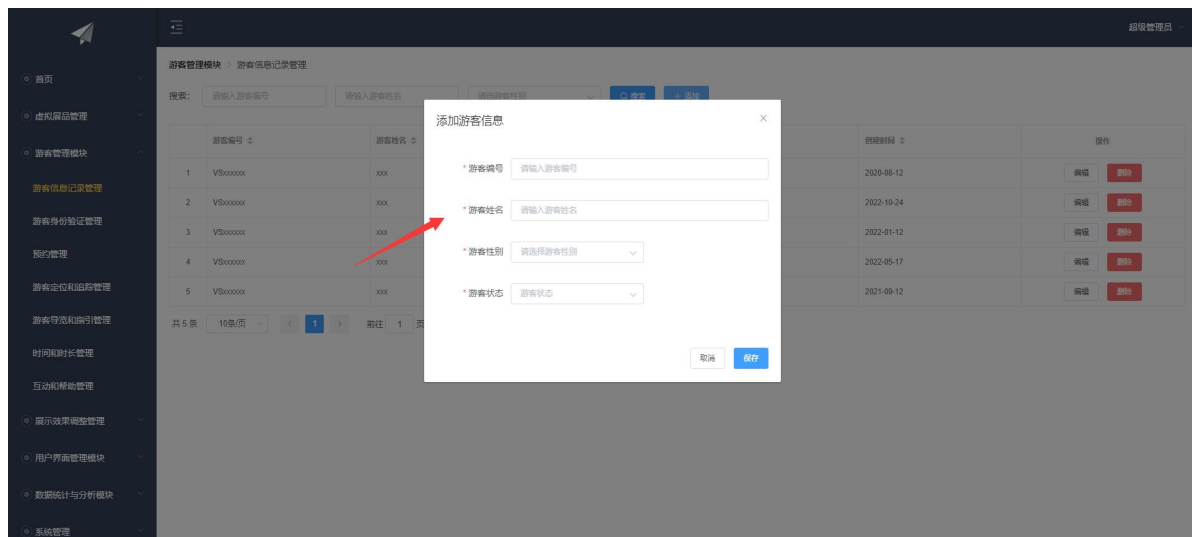 超级管理员
首页
虚拟展品管理
游客管理模块
游客信息记录管理
游客身份验证管理
预约管理
游客定位和追踪管理
游客导览和指引管理
时间和时长管理
互动和帮助管理
展示效果调整管理
用户界面管理模块
数据统计与分析模块
系统管理
游客管理模块 > 游客信息记录管理
搜索: 请输入游客编号 请输入游客姓名 请选择游客性别 搜索 + 添加
游客编号 游客姓名 创建时间 操作
1 VSxxxxxx xxx 2020-08-12 编辑 删除
2 VSxxxxxx xxx 2022-10-24 编辑 删除
3 VSxxxxxx xxx 2022-01-12 编辑 删除
4 VSxxxxxx xxx 2022-05-17 编辑 删除
5 VSxxxxxx xxx 2021-09-12 编辑 删除
共 5 条 10条/页 < 1 > 前往 1 页
添加游客信息 ×
* 游客编号 请输入游客编号
* 游客姓名 请输入游客姓名
* 游客性别 请选择游客性别
* 游客状态 游客状态
取消 保存